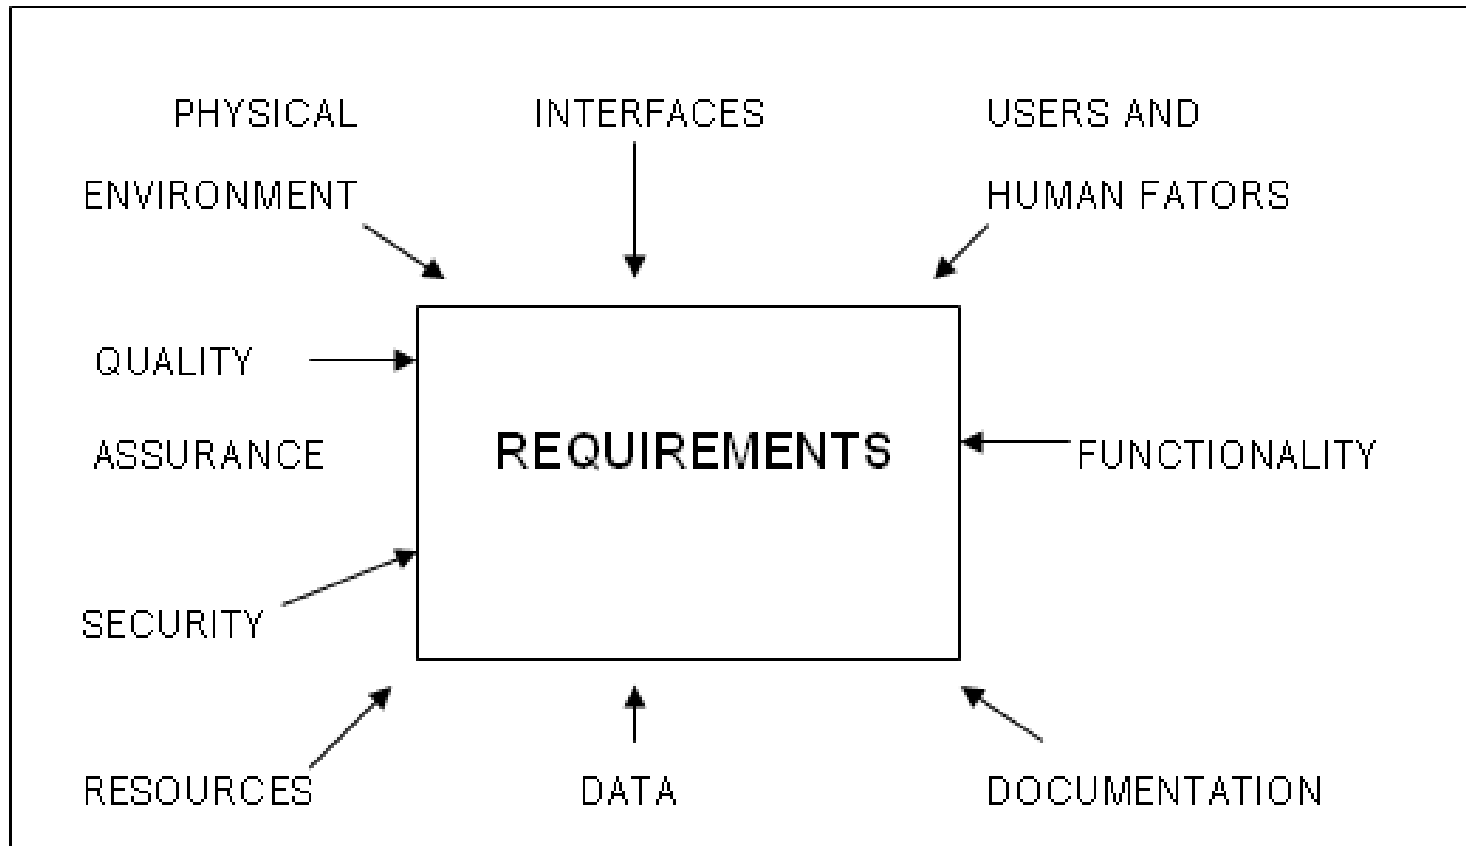 PHYSICAL
ENVIRONMENT
INTERFACES
USERS AND
HUMAN FATORS
QUALITY
ASSURANCE
REQUIREMENTS
FUNCTIONALITY
SECURITY
RESOURCES
DATA
DOCUMENTATION